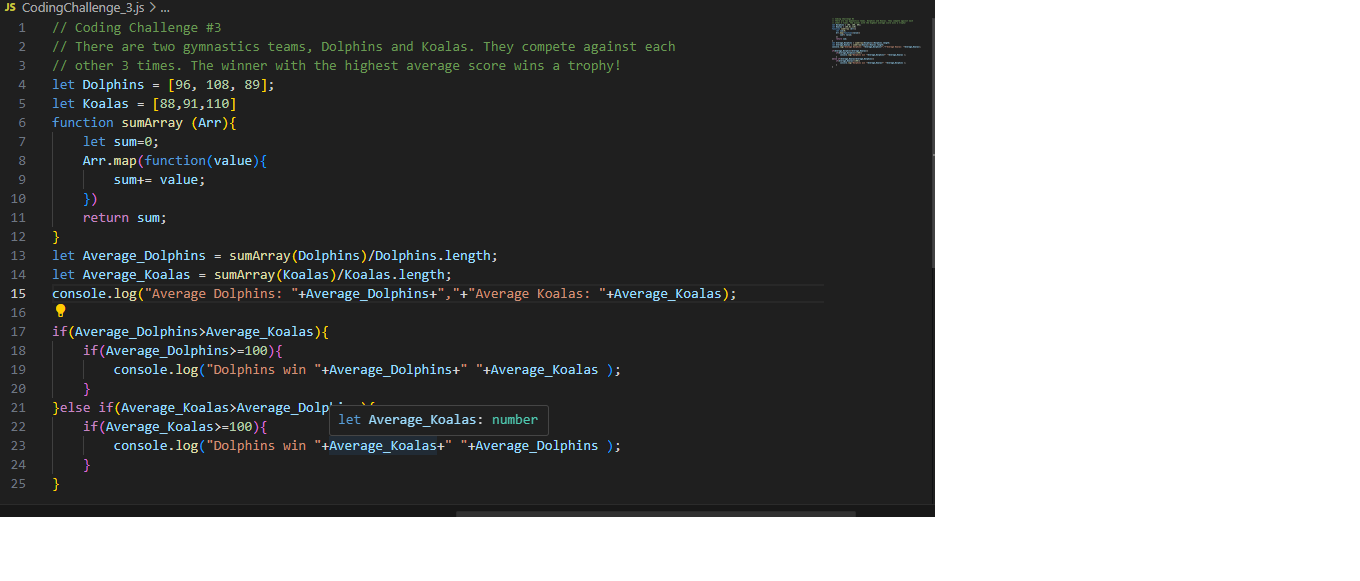 JS CodingChallenge_3.js > ...
1 // Coding Challenge #3
2 // There are two gymnastics teams, Dolphins and Koalas. They compete against each
3 // other 3 times. The winner with the highest average score wins a trophy!
4 let Dolphins = [96, 108, 89];
5 let Koalas = [88,91,110]
6 function sumArray (Arr){
7 let sum=0;
8 Arr.map(function(value){
9 sum+= value;
10 })
11 return sum;
12 }
13 let Average_Dolphins = sumArray(Dolphins)/Dolphins.length;
14 let Average_Koalas = sumArray(Koalas)/Koalas.length;
15 console.log("Average Dolphins: "+Average_Dolphins+","+"Average Koalas: "+Average_Koalas);
16
17 if(Average_Dolphins>Average_Koalas){
18 if(Average_Dolphins>=100){
19 console.log("Dolphins win "+Average_Dolphins+" "+Average_Koalas );
20 }
21 }else if(Average_Koalas>Average_Dolp
let Average_Koalas: number
22 if(Average_Koalas>=100){
23 console.log("Dolphins win "+Average_Koalas+" "+Average_Dolphins );
24 }
25 }